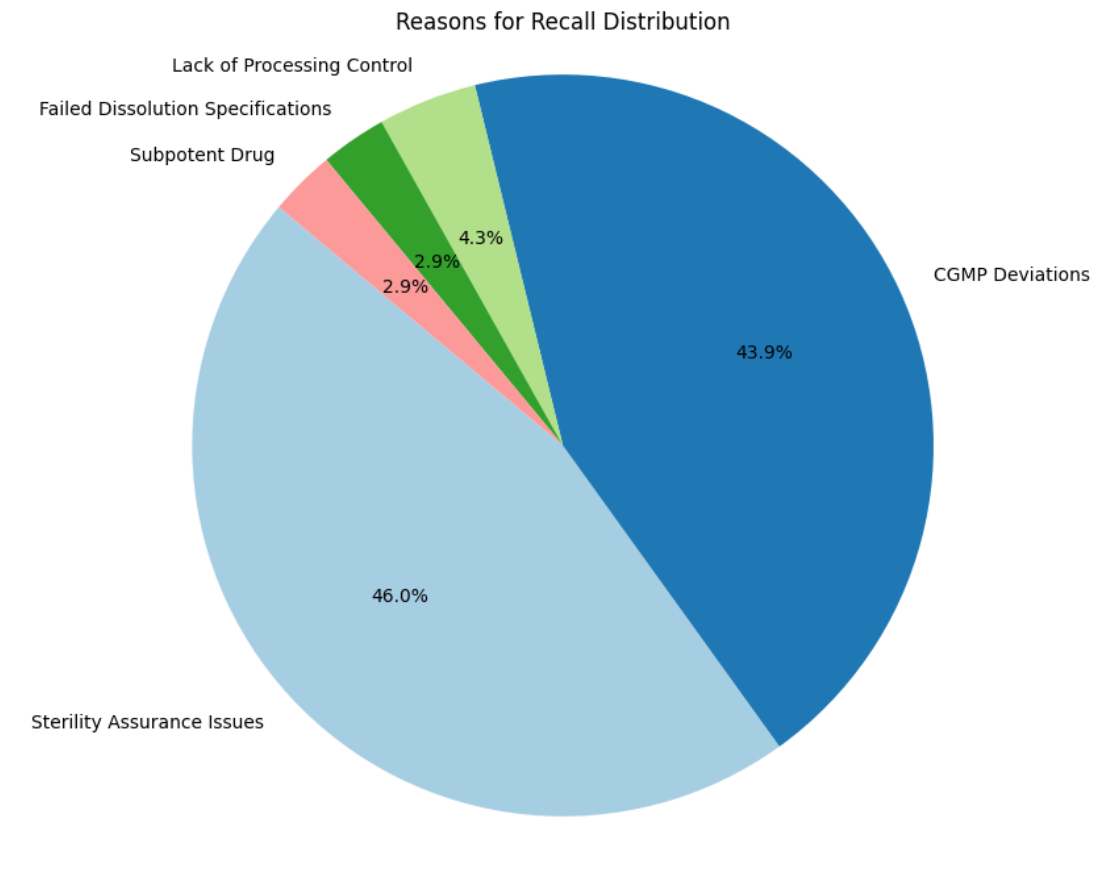 Reasons for Recall Distribution
Lack of Processing Control
Failed Dissolution Specifications
Subpotent Drug
4.3%
2.9%
2.9%
CGMP Deviations
43.9%
46.0%
Sterility Assurance Issues